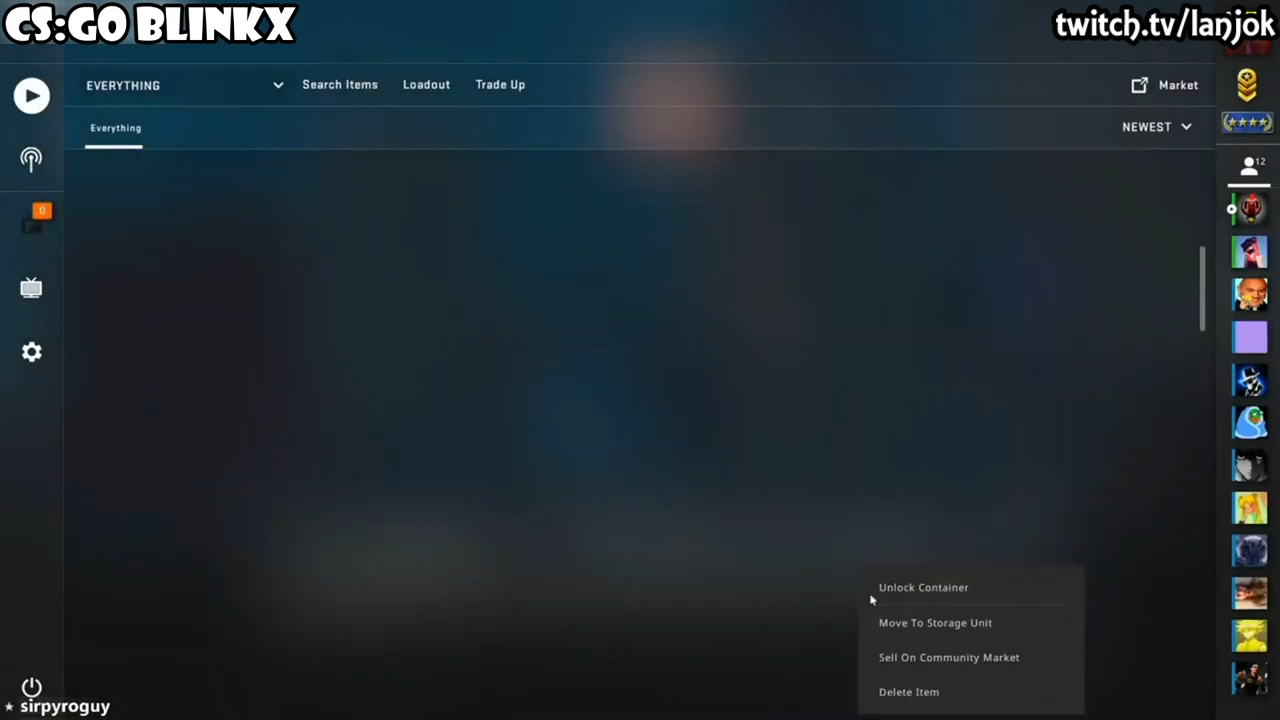 CS:GO BLINKX
twitch.tv/lanjok
EVERYTHING
Search Items
Loadout
Trade Up
Market
Everything
NEWEST
12
0
Unlock Container
Move To Storage Unit
Sell On Community Market
Delete Item
★ sirpyroguy